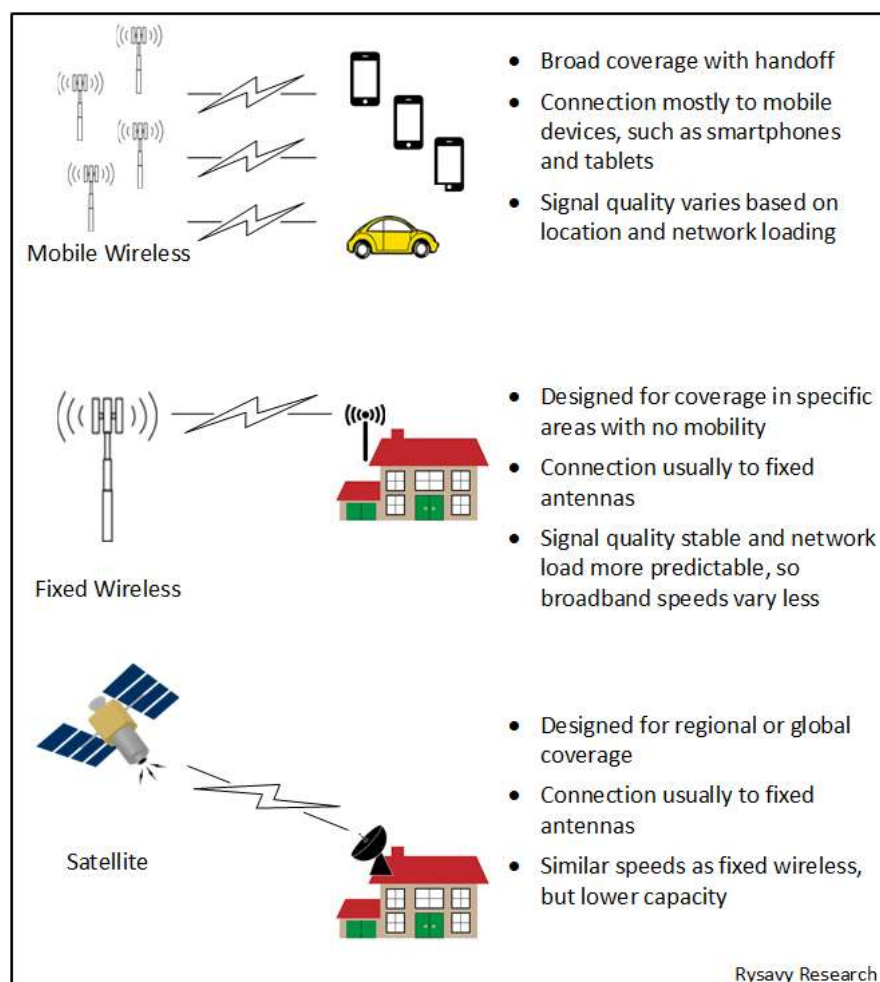 Mobile Wireless
• Broad coverage with handoff
• Connection mostly to mobile
devices, such as smartphones
and tablets
• Signal quality varies based on
location and network loading
Fixed Wireless
• Designed for coverage in specific
areas with no mobility
• Connection usually to fixed
antennas
• Signal quality stable and network
load more predictable, so
broadband speeds vary less
Satellite
• Designed for regional or global
coverage
• Connection usually to fixed
antennas
• Similar speeds as fixed wireless,
but lower capacity
Rysavy Research